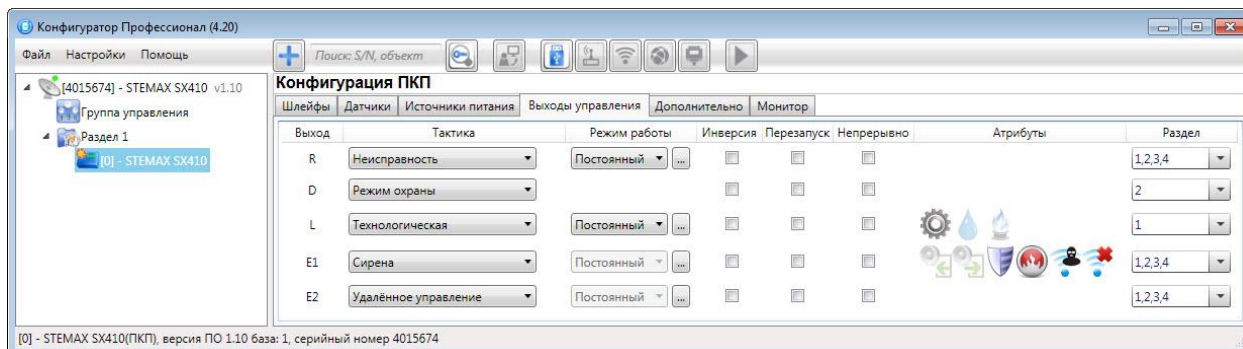 Конфигуратор Профессионал (4.20)
Файл Настройки Помощь
Поиск: S/N, объект
[4015674] - STEMAX SX410 v1.10
Группа управления
Раздел 1
[0] - STEMAX SX410
Конфигурация ПКП
Шлейфы Датчики Источники питания Выходы управления Дополнительно Монитор
Выход Тактика Режим работы Инверсия Перезапуск Непрерывно Атрибуты Раздел
R Неисправность Постоянный ... 1,2,3,4
D Режим охраны 2
L Технологическая Постоянный ... 1
E1 Сирена Постоянный ... 1,2,3,4
E2 Удалённое управление Постоянный ... 1,2,3,4
[0] - STEMAX SX410(ПКП), версия ПО 1.10 база: 1, серийный номер 4015674